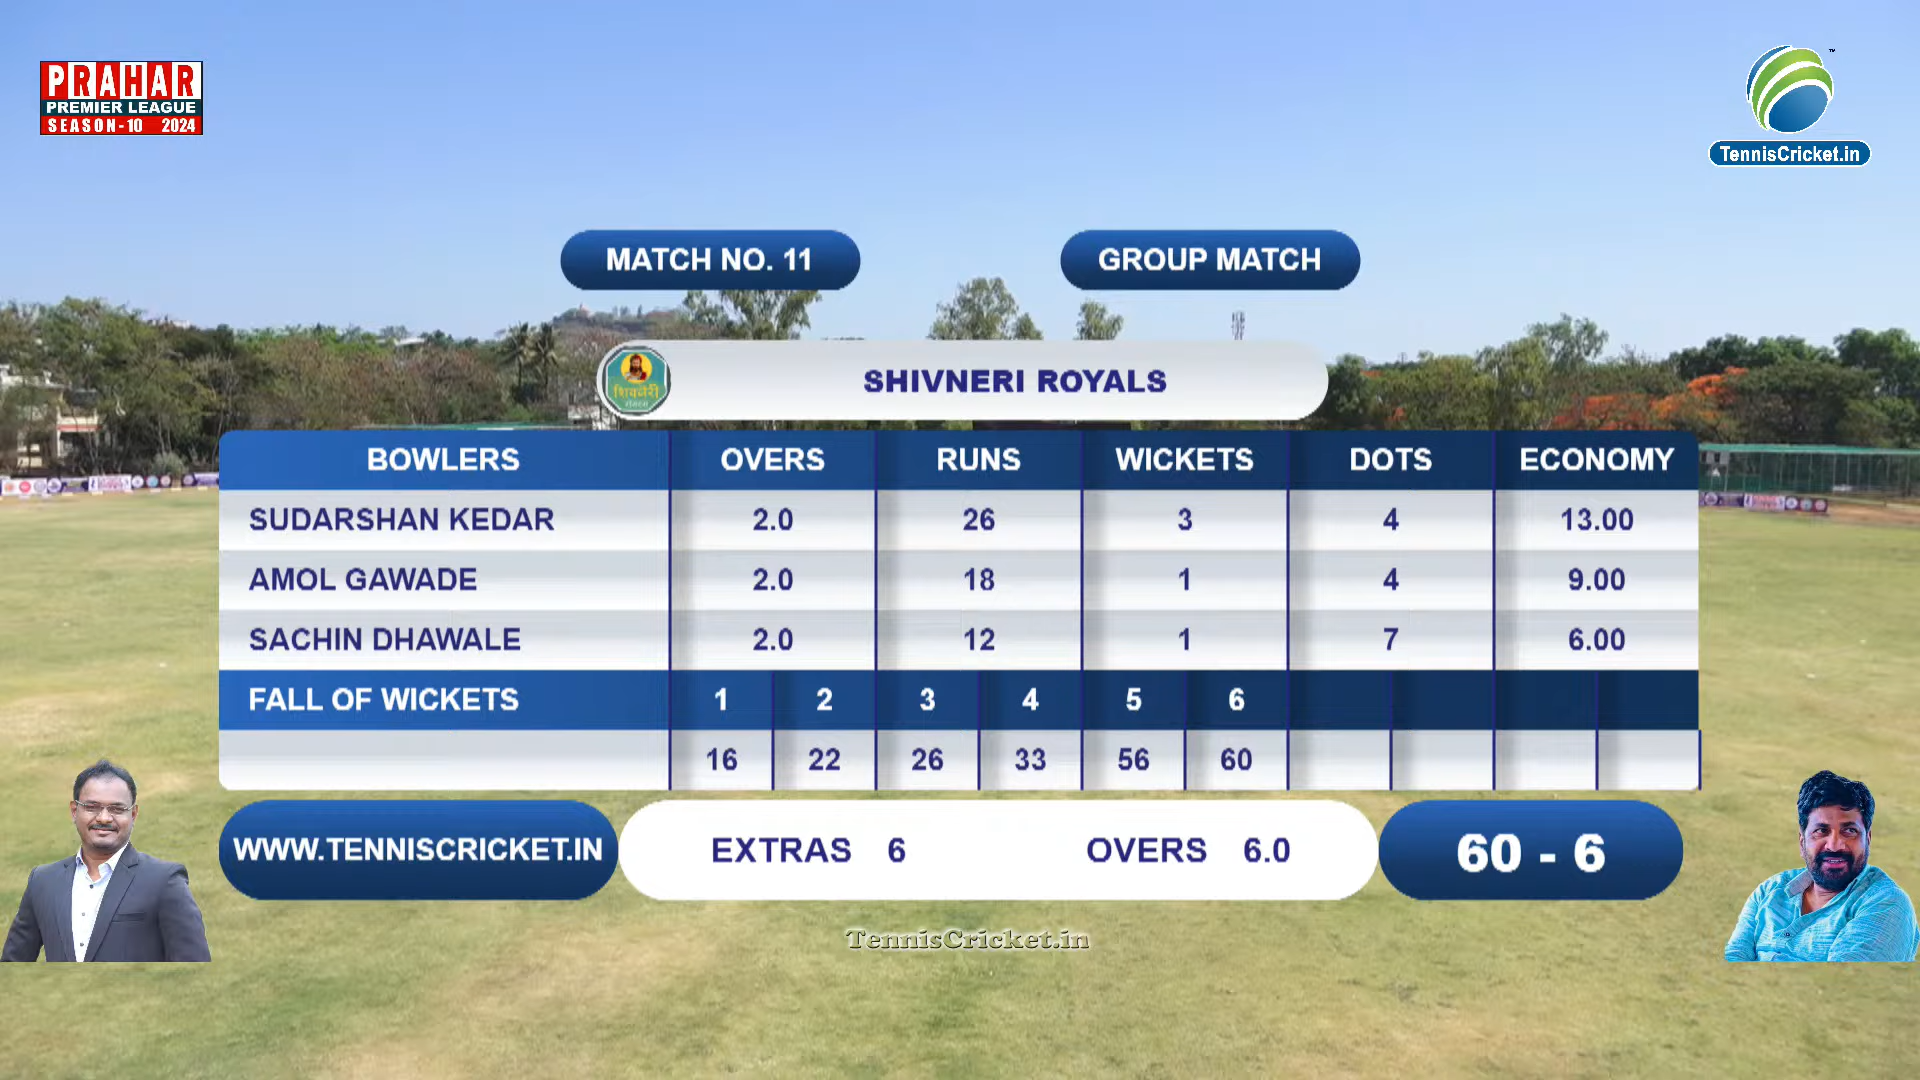 PRAHAR
PREMIER LEAGUE
SEASON-10 2024
TM
TennisCricket.in
MATCH NO. 11
GROUP MATCH
शिवनेरी
SHIVNERI ROYALS
BOWLERS OVERS RUNS WICKETS DOTS ECONOMY
SUDARSHAN KEDAR 2.0 26 3 4 13.00
AMOL GAWADE 2.0 18 1 4 9.00
SACHIN DHAWALE 2.0 12 1 7 6.00
FALL OF WICKETS 1 2 3 4 5 6
16 22 26 33 56 60
WWW.TENNISCRICKET.IN EXTRAS 6 OVERS 6.0 60 - 6
TennisCricket.in